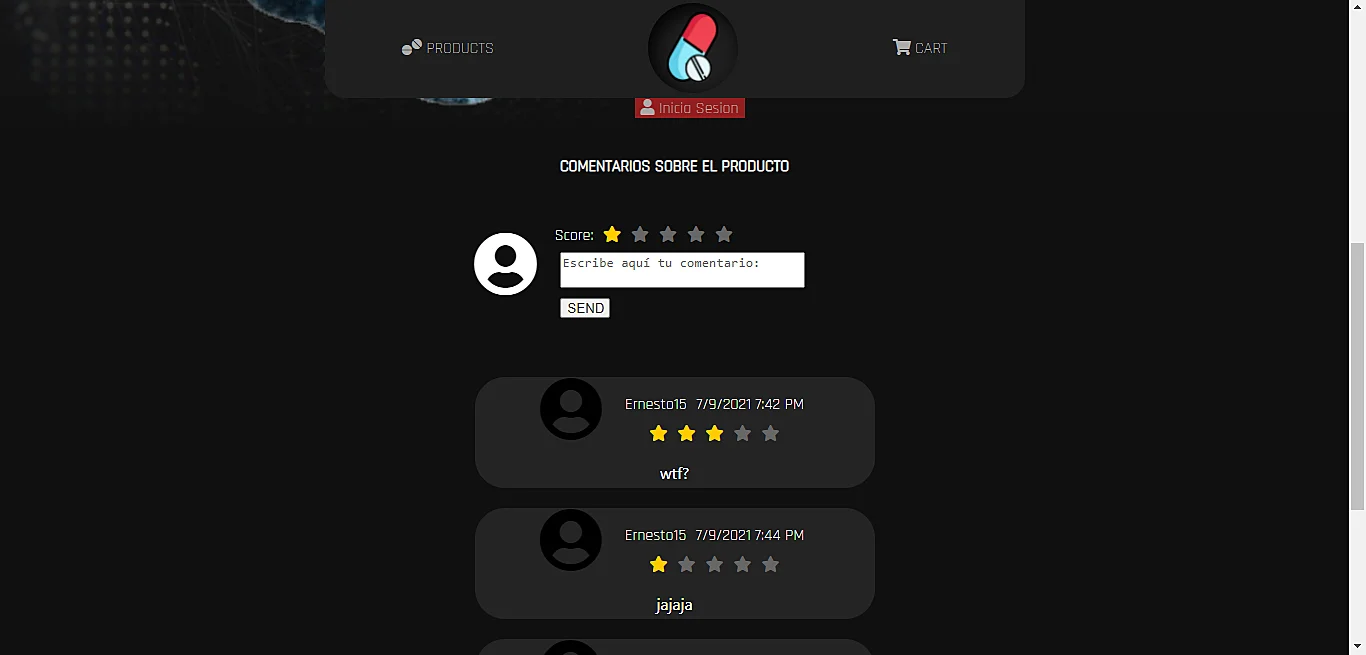 PRODUCTS
CART
Inicia Sesion
COMENTARIOS SOBRE EL PRODUCTO
Score:
Escribe aquí tu comentario:
SEND
Ernesto15 7/9/2021 7:42 PM
wtf?
Ernesto15 7/9/2021 7:44 PM
jajaja